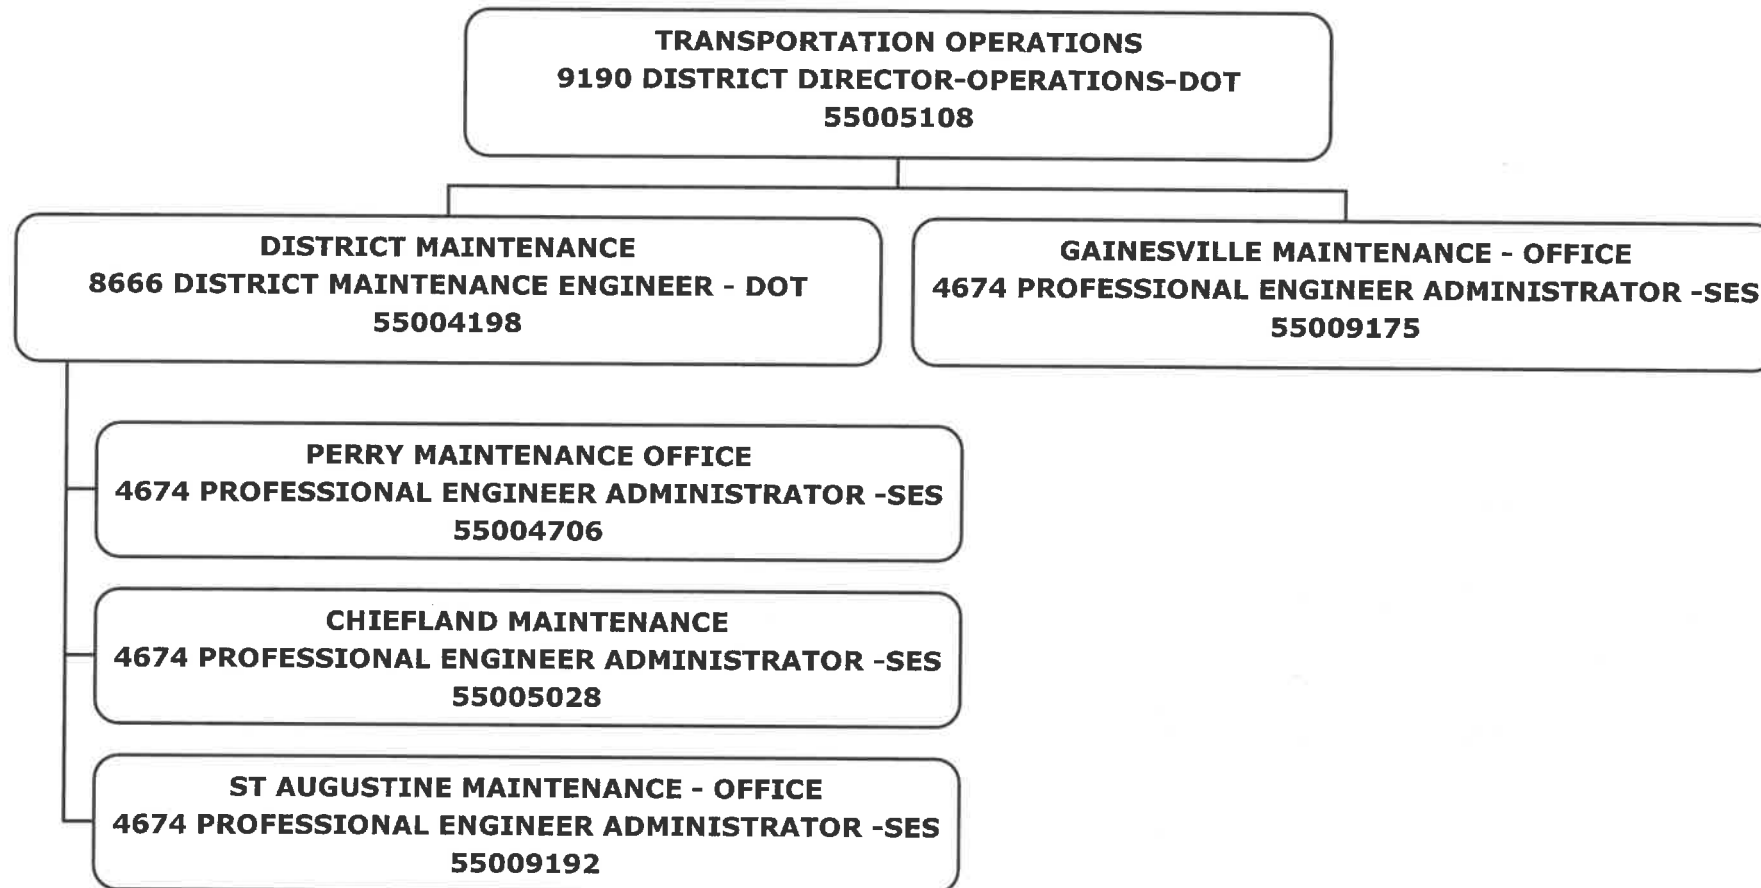 TRANSPORTATION OPERATIONS
9190 DISTRICT DIRECTOR-OPERATIONS-DOT
55005108
DISTRICT MAINTENANCE
8666 DISTRICT MAINTENANCE ENGINEER - DOT
55004198
GAINESVILLE MAINTENANCE - OFFICE
4674 PROFESSIONAL ENGINEER ADMINISTRATOR -SES
55009175
PERRY MAINTENANCE OFFICE
4674 PROFESSIONAL ENGINEER ADMINISTRATOR -SES
55004706
CHIEFLAND MAINTENANCE
4674 PROFESSIONAL ENGINEER ADMINISTRATOR -SES
55005028
ST AUGUSTINE MAINTENANCE - OFFICE
4674 PROFESSIONAL ENGINEER ADMINISTRATOR -SES
55009192